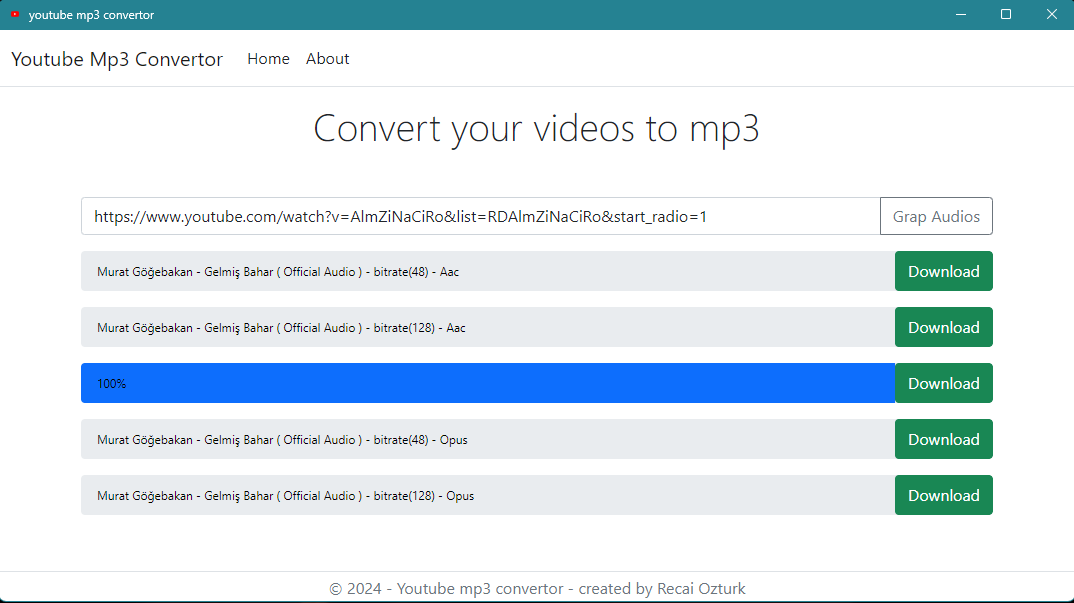 youtube mp3 convertor
Youtube Mp3 Convertor Home About
Convert your videos to mp3
https://www.youtube.com/watch?v=AlmZiNaCiRo&list=RDAlmZiNaCiRo&start_radio=1 Grap Audios
Murat Göğebakan - Gelmiş Bahar ( Official Audio ) - bitrate(48) - Aac Download
Murat Göğebakan - Gelmiş Bahar ( Official Audio ) - bitrate(128) - Aac Download
100% Download
Murat Göğebakan - Gelmiş Bahar ( Official Audio ) - bitrate(48) - Opus Download
Murat Göğebakan - Gelmiş Bahar ( Official Audio ) - bitrate(128) - Opus Download
© 2024 - Youtube mp3 convertor - created by Recai Ozturk